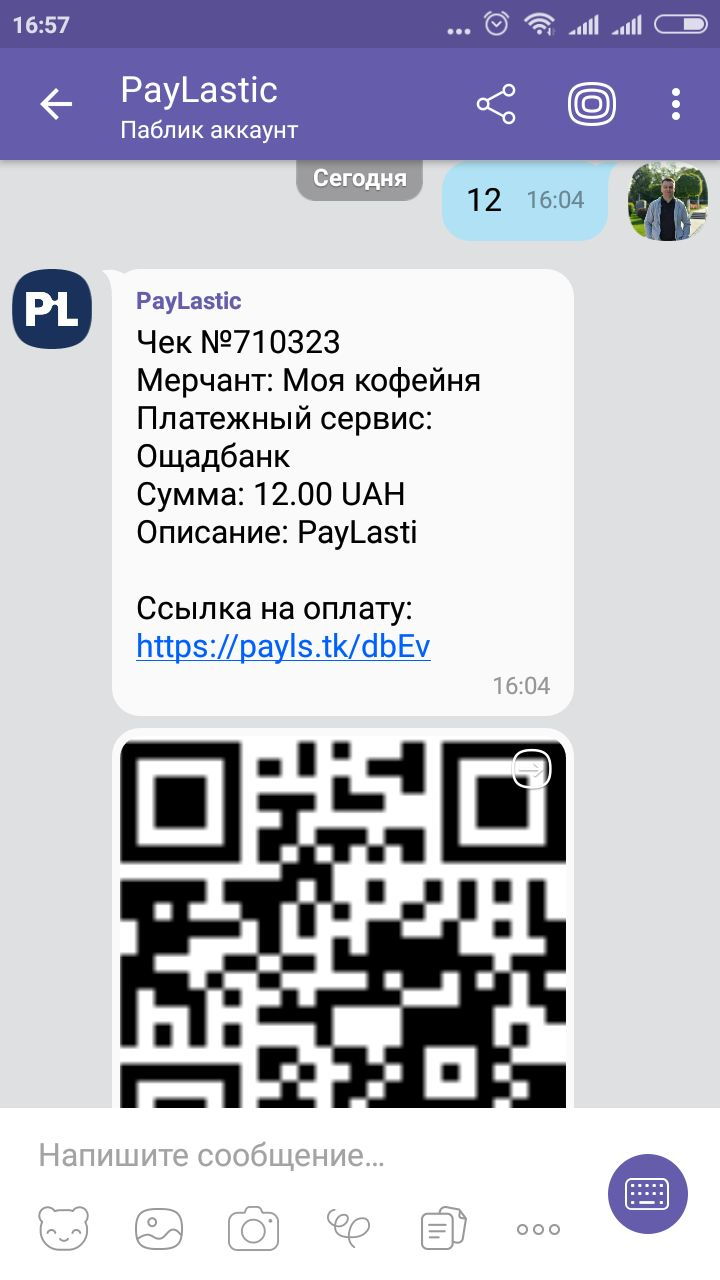 16:57
PayLastic
Паблик аккаунт
Сегодня
12 16:04
PL
PayLastic
Чек №710323
Мерчант: Моя кофейня
Платежный сервис:
Ощадбанк
Сумма: 12.00 UAH
Описание: PayLasti
Ссылка на оплату:
https://payls.tk/dbEv
16:04
Напишите сообщение...